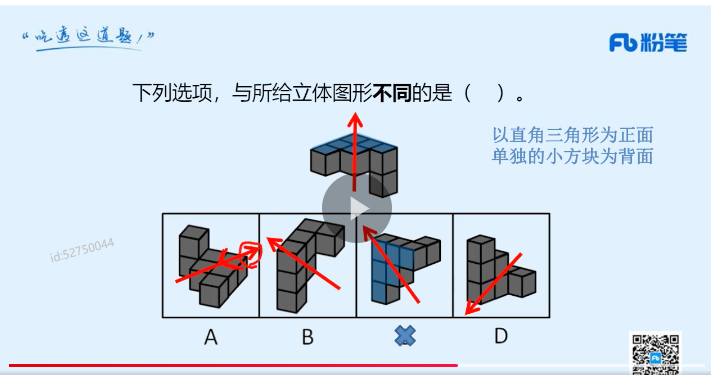 “吃透这道题！”
粉笔
下列选项，与所给立体图形不同的是（ ）。
以直角三角形为正面
单独的小方块为背面
id:52750044
A
B
D